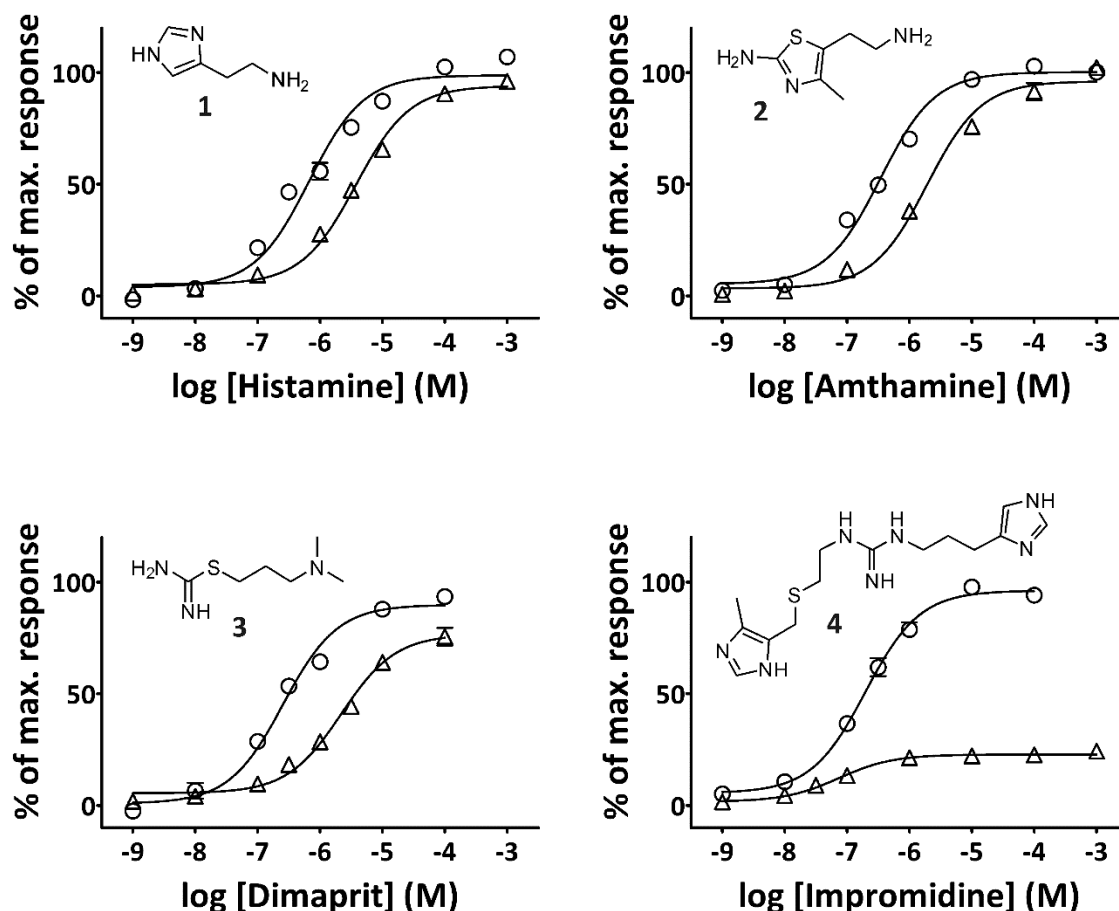 % of max. response
100
50
0
HN
N
NH2
1
-9 -8 -7 -6 -5 -4 -3
log [Histamine] (M)
% of max. response
100
50
0
H2N
S
N
NH2
2
-9 -8 -7 -6 -5 -4 -3
log [Amthamine] (M)
% of max. response
100
50
0
H2N
S
N
NH
3
-9 -8 -7 -6 -5 -4 -3
log [Dimaprit] (M)
% of max. response
100
50
0
H
N
H
N
NH
N
NH
S
4
N
NH
-9 -8 -7 -6 -5 -4 -3
log [Impromidine] (M)